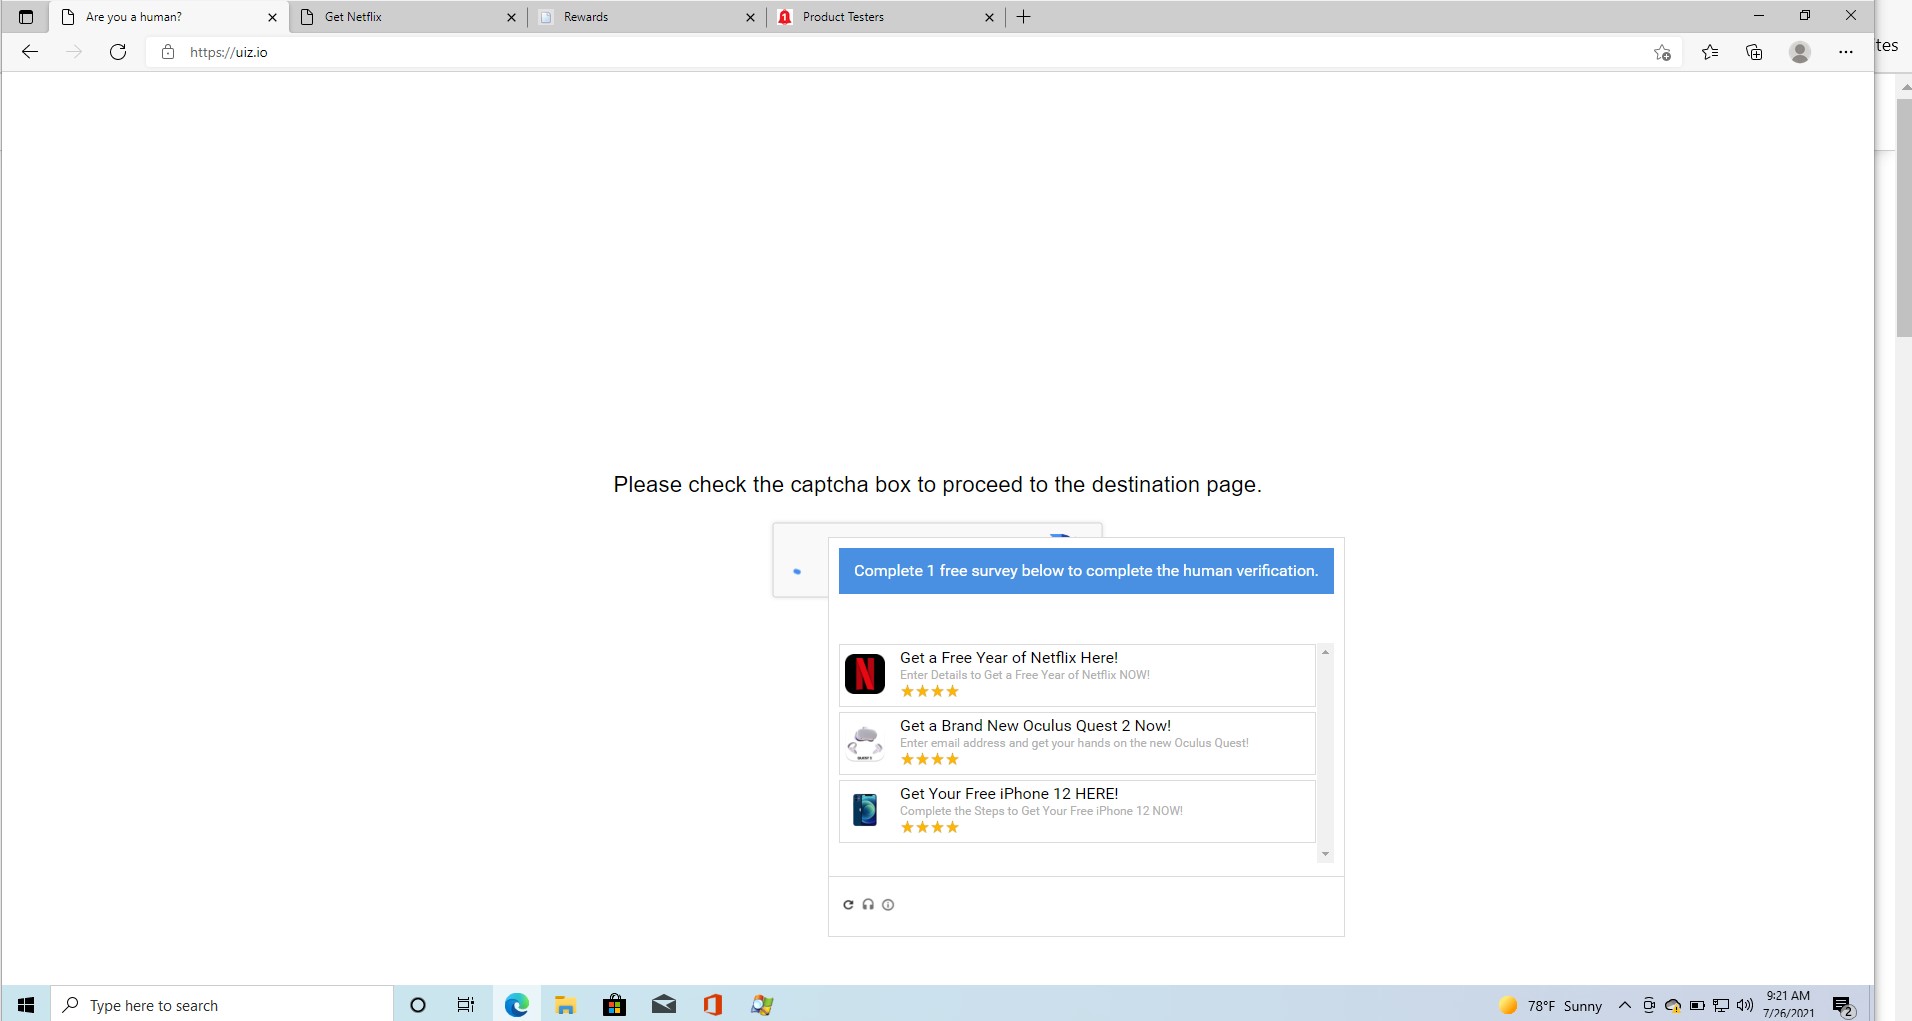 Are you a human?
Get Netflix
Rewards
Product Testers
https://uiz.io
tes
Please check the captcha box to proceed to the destination page.
Complete 1 free survey below to complete the human verification.
Get a Free Year of Netflix Here!
Enter Details to Get a Free Year of Netflix NOW!
Get a Brand New Oculus Quest 2 Now!
Enter email address and get your hands on the new Oculus Quest!
Get Your Free iPhone 12 HERE!
Complete the Steps to Get Your Free iPhone 12 NOW!
Type here to search
78°F Sunny
9:21 AM
7/26/2021
2